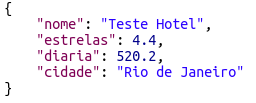 {
    "nome": "Teste Hotel",
    "estrelas": 4.4,
    "diaria": 520.2,
    "cidade": "Rio de Janeiro"
}